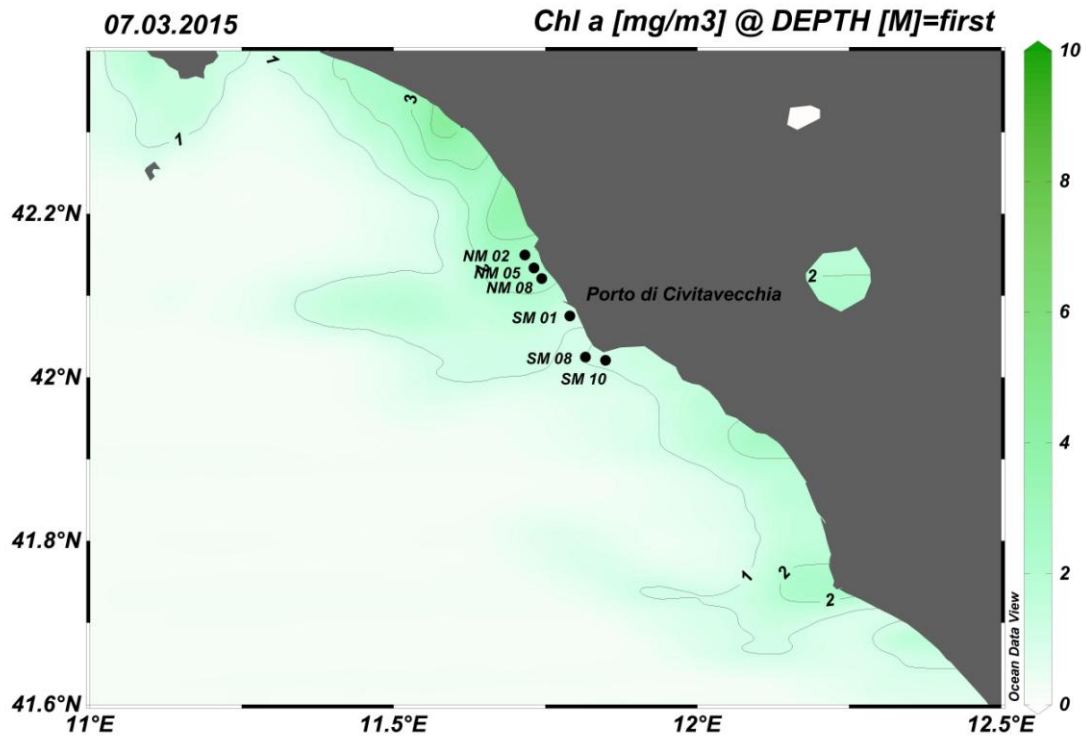 07.03.2015
Chl a [mg/m3] @ DEPTH [M]=first
10
8
6
4
2
0
1
1
3
2
2
1
2
2
NM 02
NM 05
NM 08
SM 01
SM 08
SM 10
Porto di Civitavecchia
42.2°N
42°N
41.8°N
41.6°N
11°E
11.5°E
12°E
12.5°E
Ocean Data View